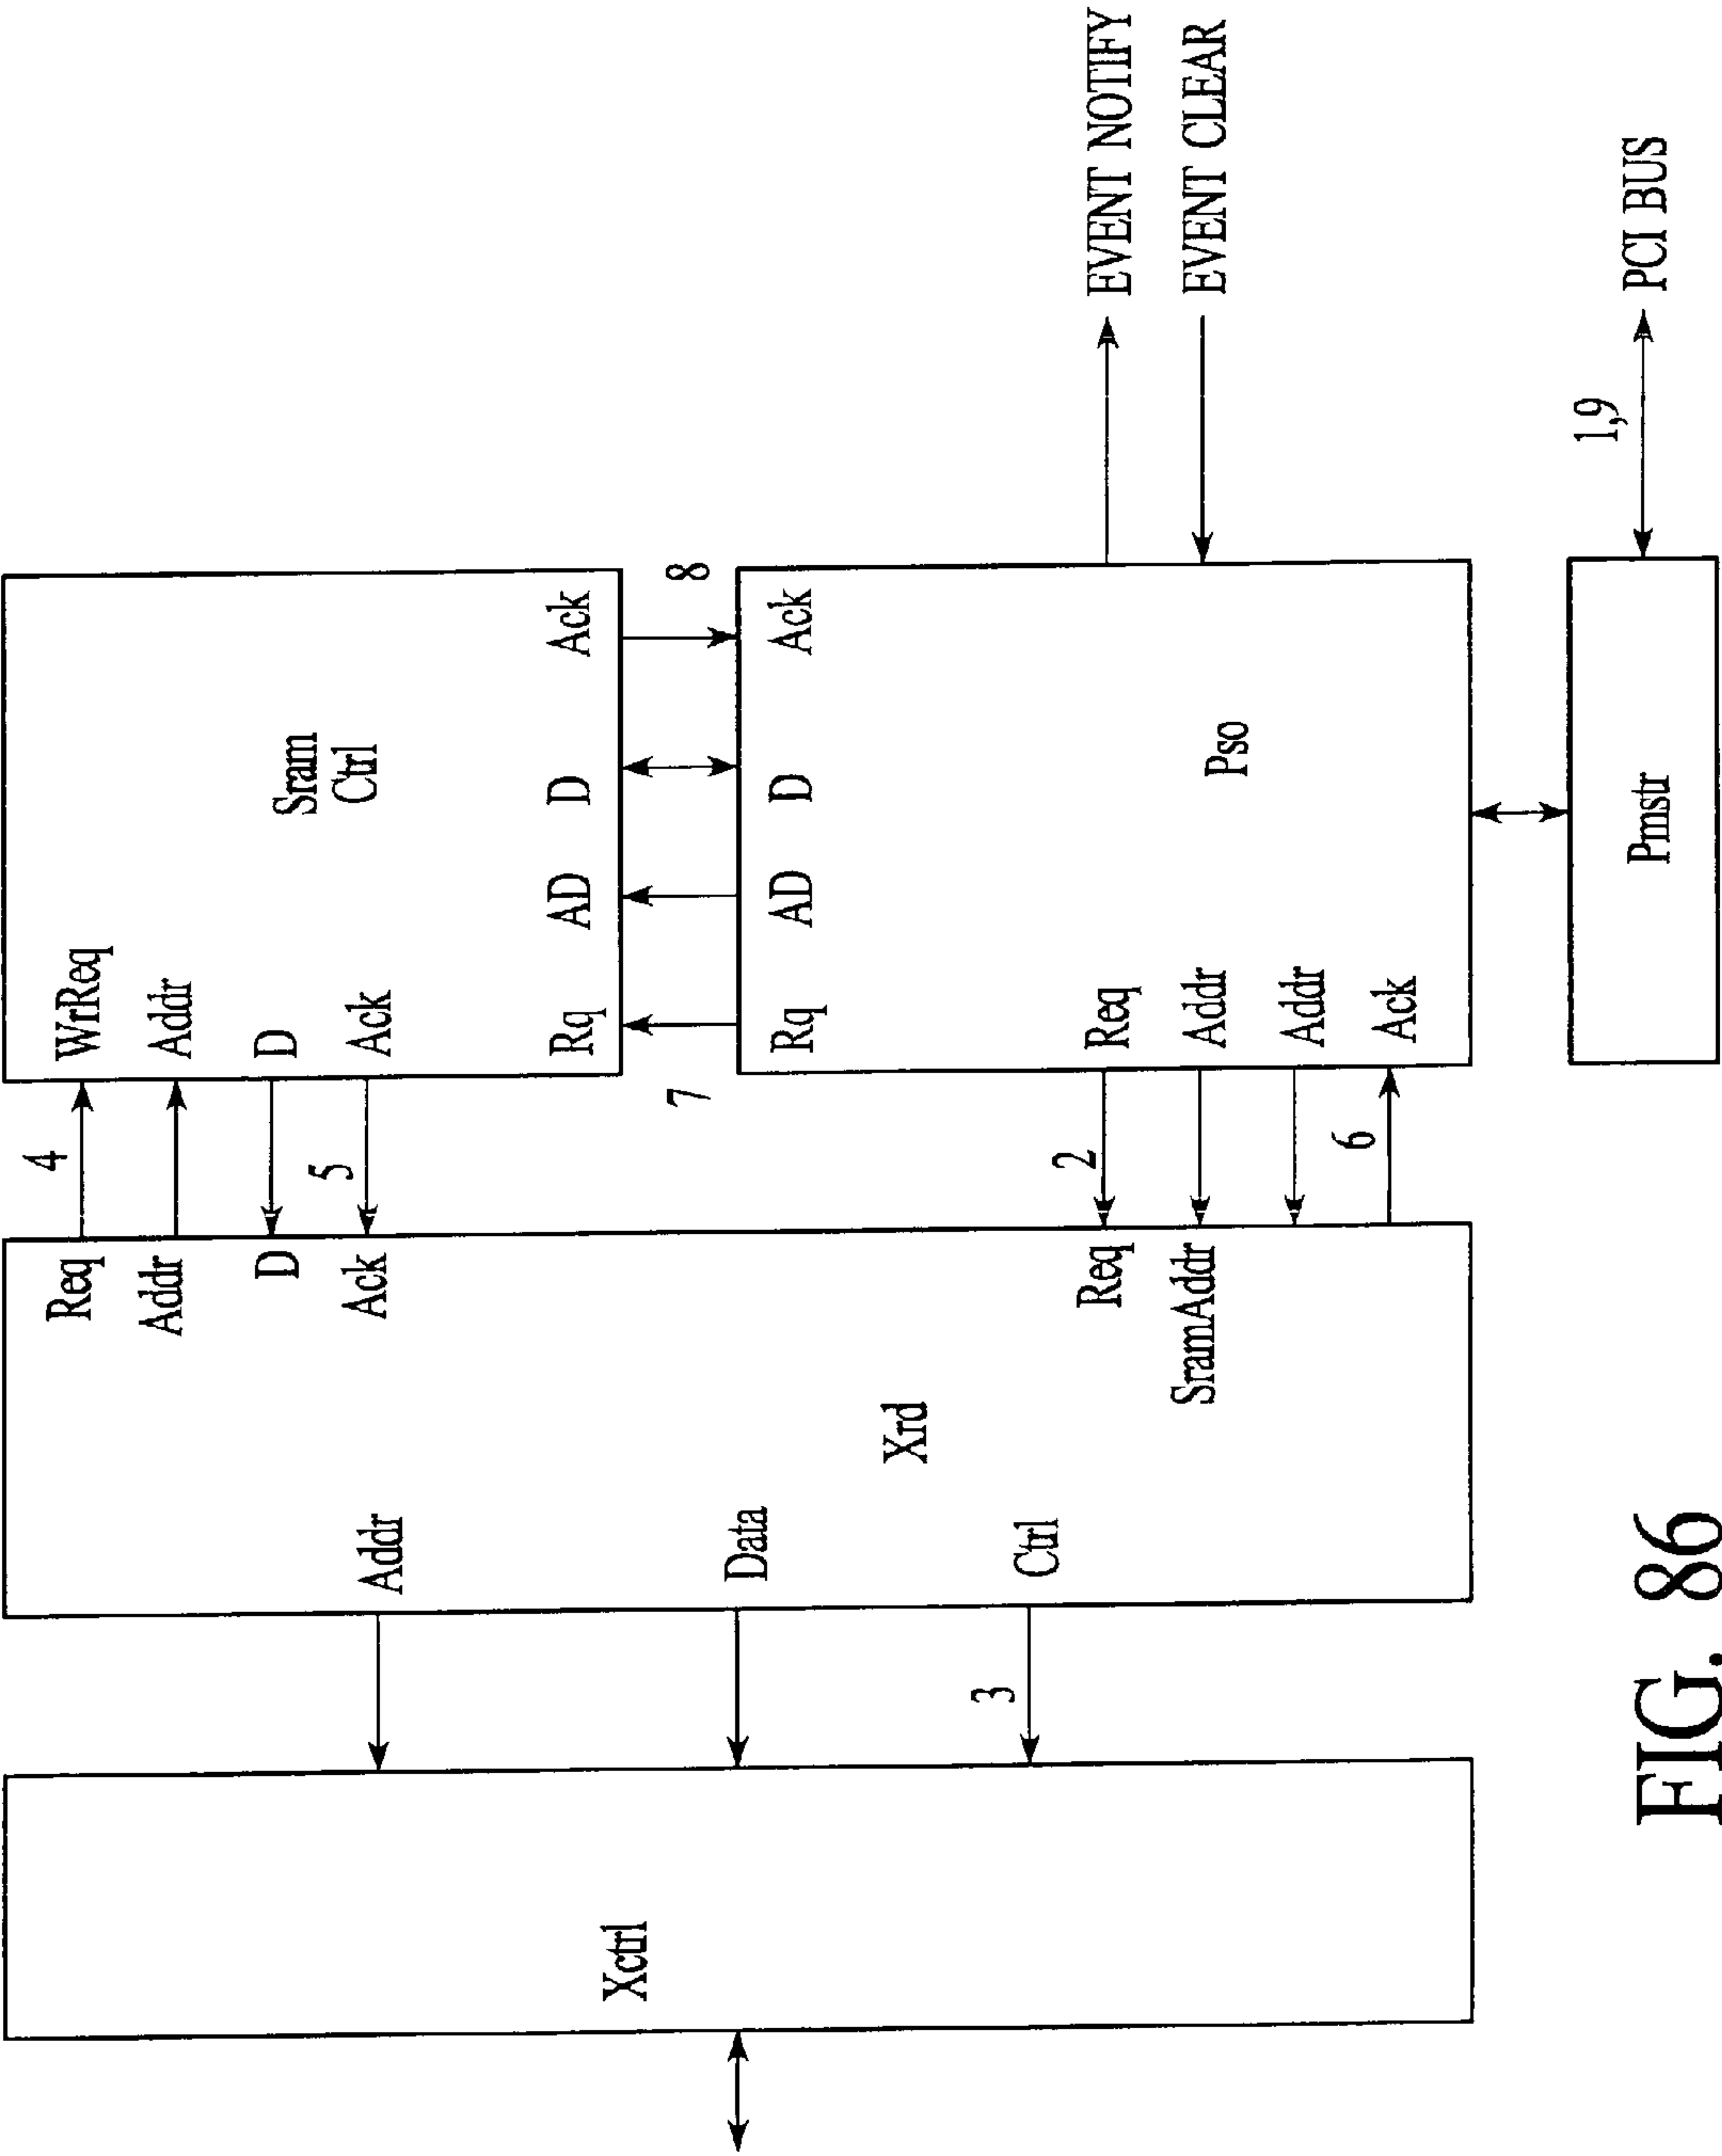 Xctrl
3
Addr
Data
Ctrl
Xrd
Req
Addr
D
Ack
Req
SramAddr
4
5
2
6
WrReq
Addr
D
Ack
Sram
Ctrl
Rq AD D Ack
7 8
Rq AD D Ack
Req
Addr
Addr
Ack
Pso
EVENT NOTIFY
EVENT CLEAR
Pmstr
1,9
PCI BUS
FIG. 86